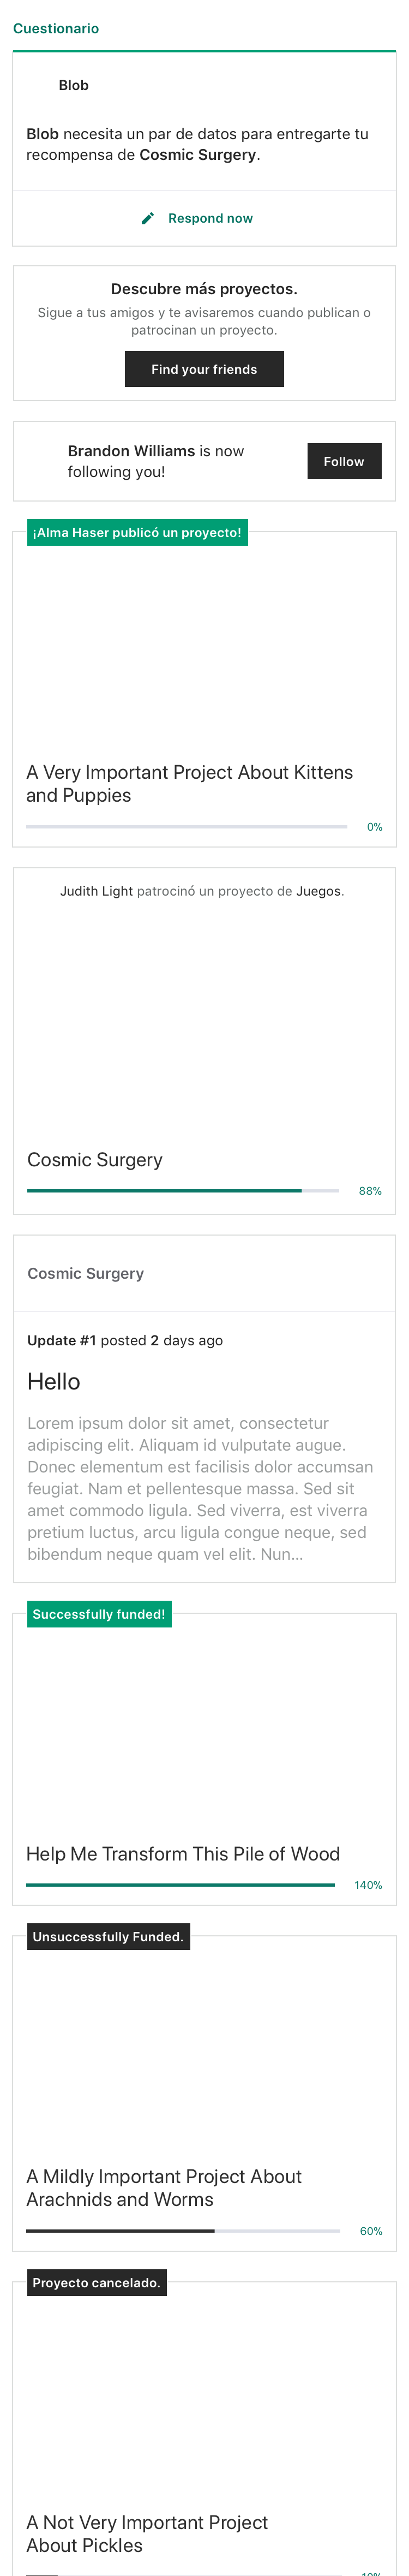 Cuestionario
Blob
Blob necesita un par de datos para entregarte tu
recompensa de Cosmic Surgery.
Respond now
Descubre más proyectos.
Sigue a tus amigos y te avisaremos cuando publican o
patrocinan un proyecto.
Find your friends
Brandon Williams is now
following you!
Follow
¡Alma Haser publicó un proyecto!
A Very Important Project About Kittens
and Puppies
0%
Judith Light patrocinó un proyecto de Juegos.
Cosmic Surgery
88%
Cosmic Surgery
Update #1 posted 2 days ago
Hello
Lorem ipsum dolor sit amet, consectetur
adipiscing elit. Aliquam id vulputate augue.
Donec elementum est facilisis dolor accumsan
feugiat. Nam et pellentesque massa. Sed sit
amet commodo ligula. Sed viverra, est viverra
pretium luctus, arcu ligula congue neque, sed
bibendum neque quam vel elit. Nun...
Successfully funded!
Help Me Transform This Pile of Wood
140%
Unsuccessfully Funded.
A Mildly Important Project About
Arachnids and Worms
60%
Proyecto cancelado.
A Not Very Important Project
About Pickles